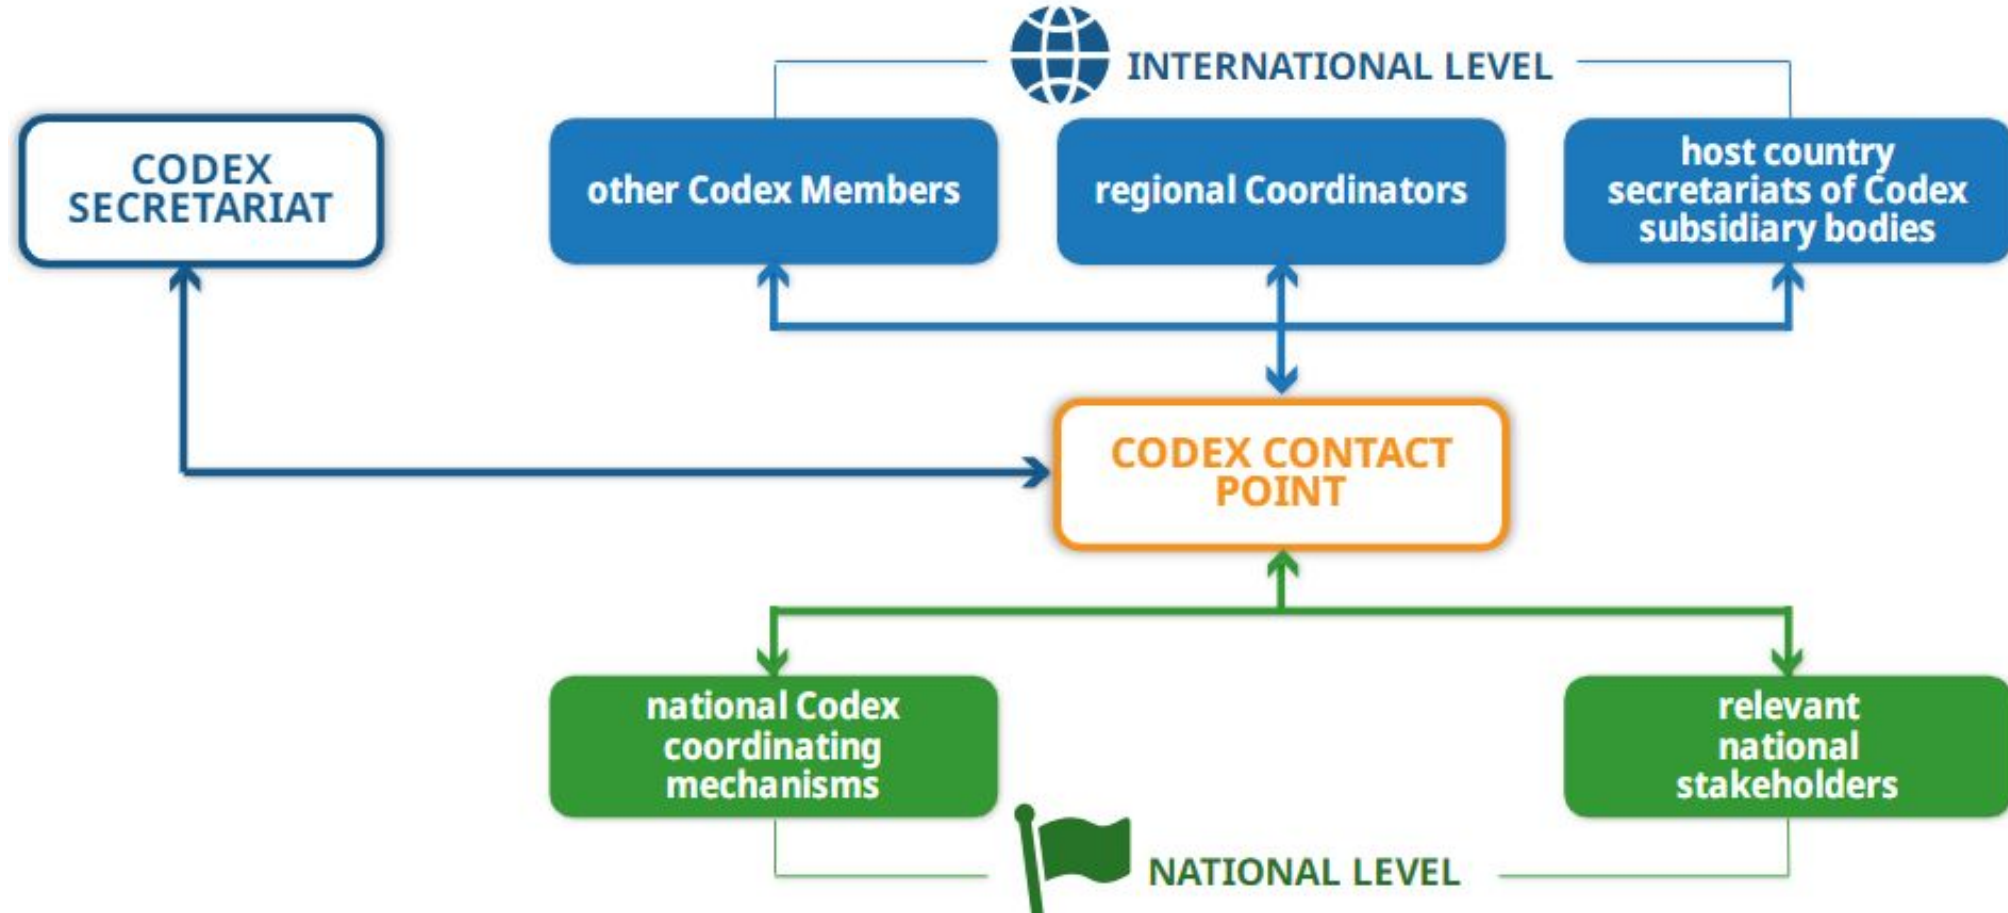 INTERNATIONAL LEVEL
CODEX
SECRETARIAT
other Codex Members
regional Coordinators
host country
secretariats of Codex
subsidiary bodies
CODEX CONTACT
POINT
national Codex
coordinating
mechanisms
relevant
national
stakeholders
NATIONAL LEVEL